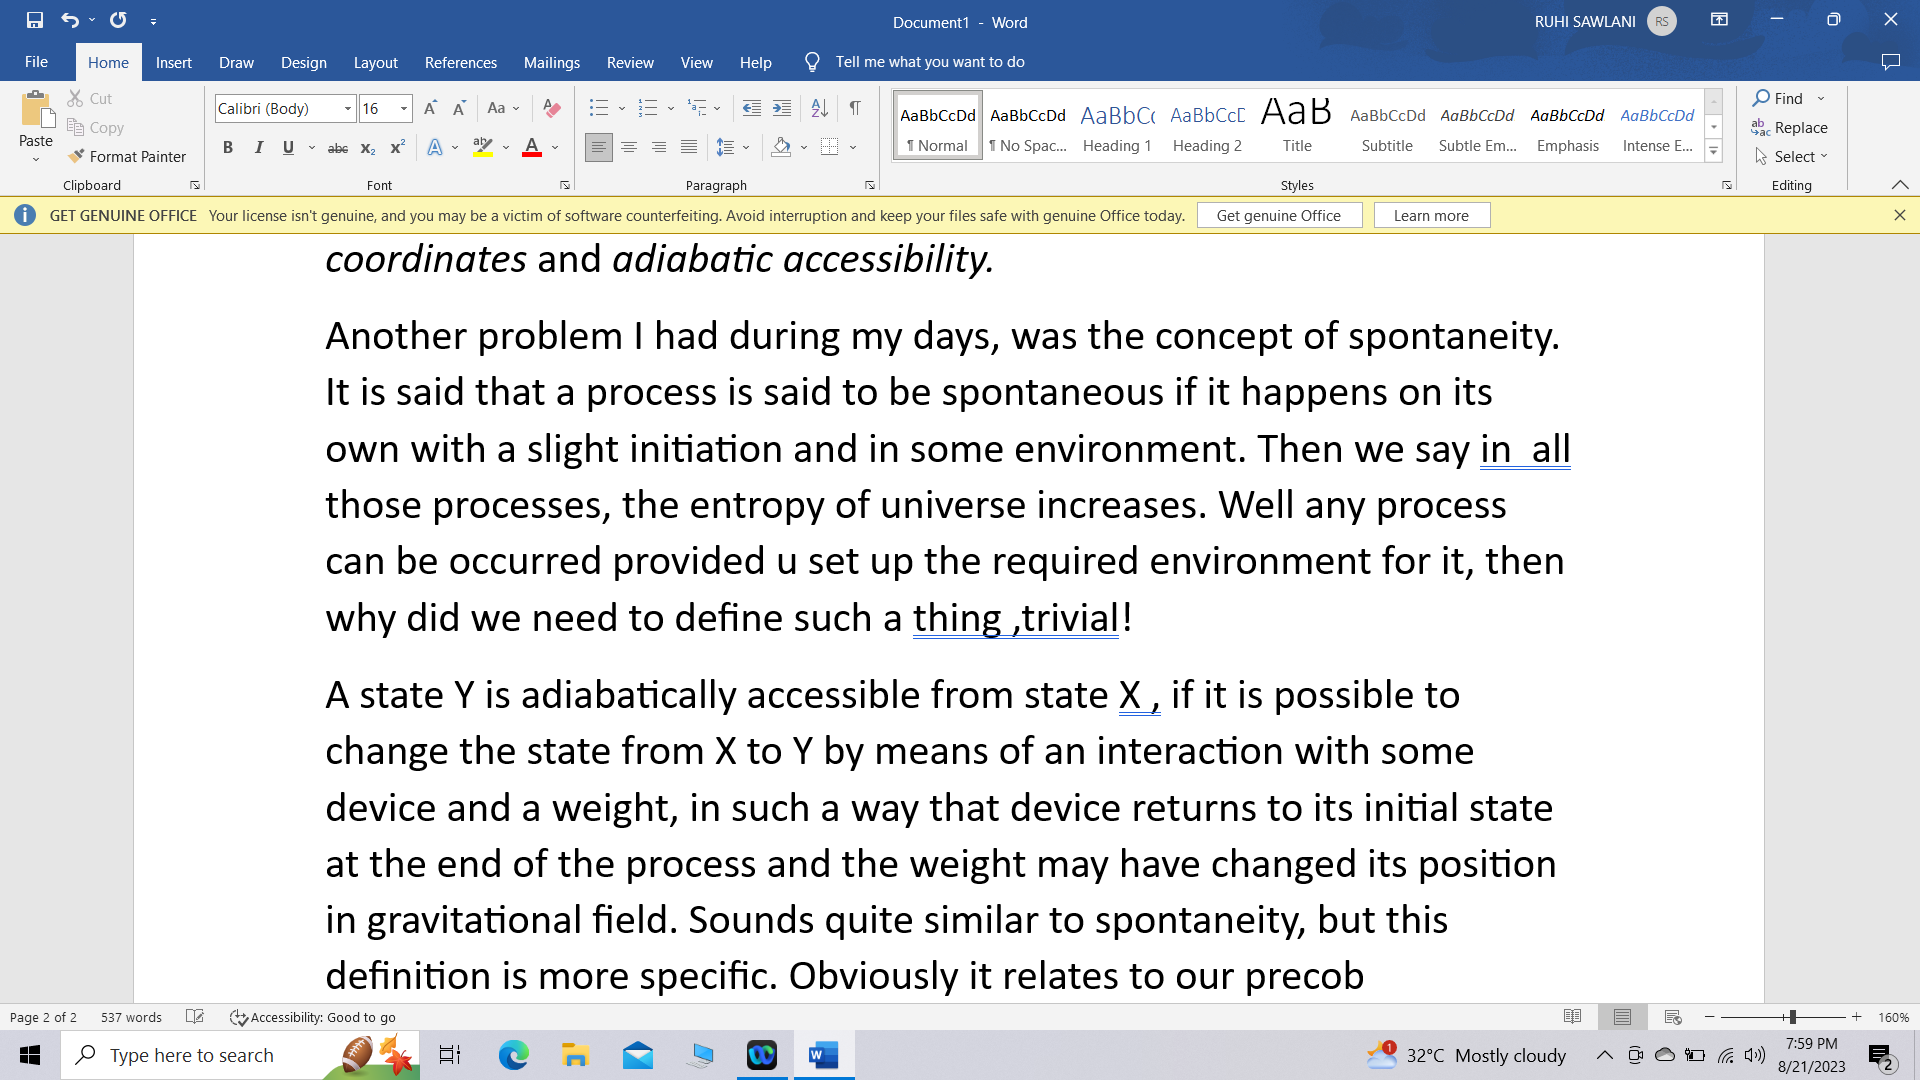 Document1 - Word
RUHI SAWLANI RS
File Home Insert Draw Design Layout References Mailings Review View Help Tell me what you want to do
Paste
Cut
Copy
Format Painter
Clipboard
Calibri (Body) 16
Font
Paragraph
AaBbCcDd AaBbCcDd AaBbCc AaBbCcD AaB AaBbCcDd AaBbCcDd AaBbCcDd AaBbCcDd
¶ Normal ¶ No Spac... Heading 1 Heading 2 Title Subtitle Subtle Em... Emphasis Intense E...
Styles
Find
Replace
Select
Editing
GET GENUINE OFFICE Your license isn't genuine, and you may be a victim of software counterfeiting. Avoid interruption and keep your files safe with genuine Office today. Get genuine Office Learn more
coordinates and adiabatic accessibility.
Another problem I had during my days, was the concept of spontaneity.
It is said that a process is said to be spontaneous if it happens on its
own with a slight initiation and in some environment. Then we say in  all
those processes, the entropy of universe increases. Well any process
can be occurred provided u set up the required environment for it, then
why did we need to define such a thing ,trivial!
A state Y is adiabatically accessible from state X , if it is possible to
change the state from X to Y by means of an interaction with some
device and a weight, in such a way that device returns to its initial state
at the end of the process and the weight may have changed its position
in gravitational field. Sounds quite similar to spontaneity, but this
definition is more specific. Obviously it relates to our precob
Page 2 of 2 537 words Accessibility: Good to go 160%
Type here to search
1 32°C Mostly cloudy
7:59 PM
8/21/2023
2